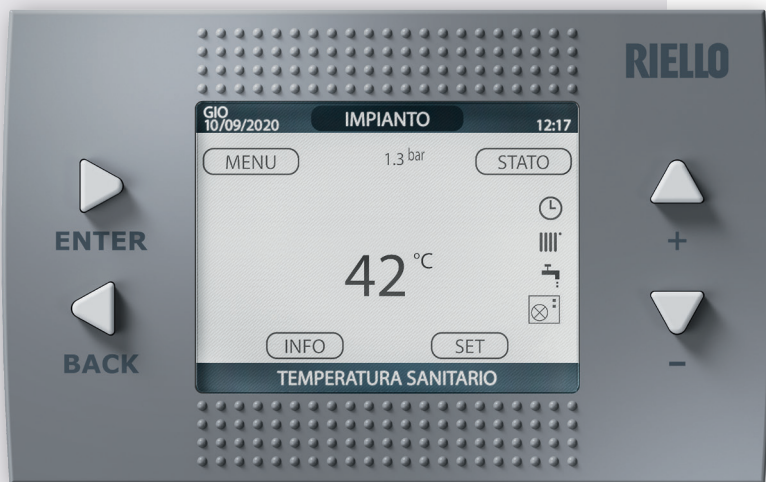 RIELLO
GIO
10/09/2020
IMPIANTO
12:17
MENU
1.3 bar
STATO
ENTER
42 °C
+
BACK
INFO
SET
-
TEMPERATURA SANITARIO